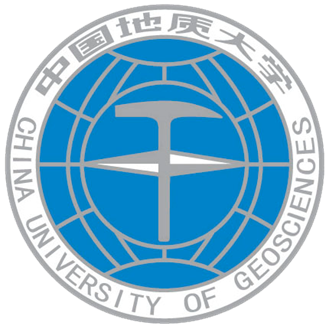 中国地质大学
CHINA UNIVERSITY OF GEOSCIENCES